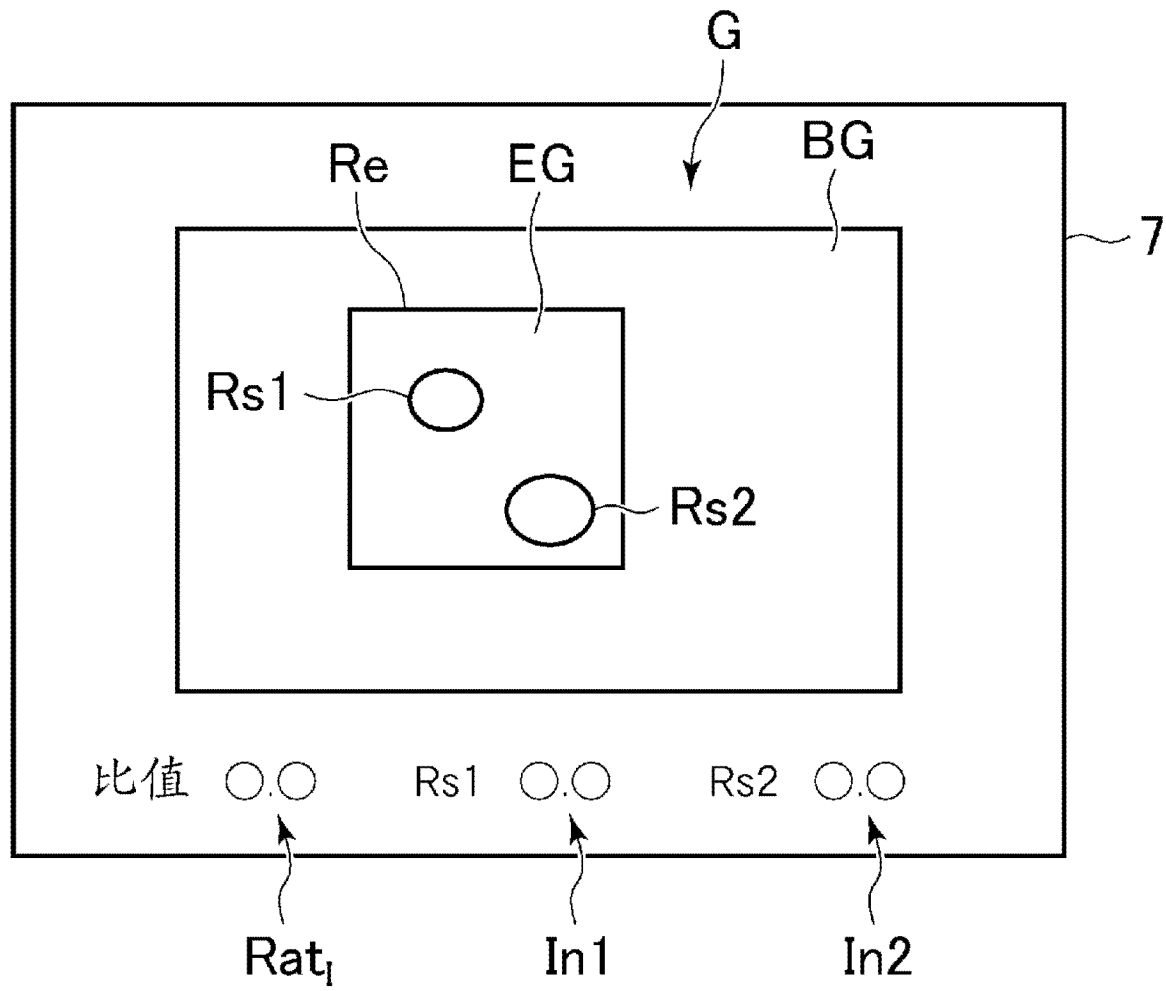 G
Re EG BG
7
Rs1
Rs2
比值 ○.○ Rs1 ○.○ Rs2 ○.○
Rat_I In1 In2